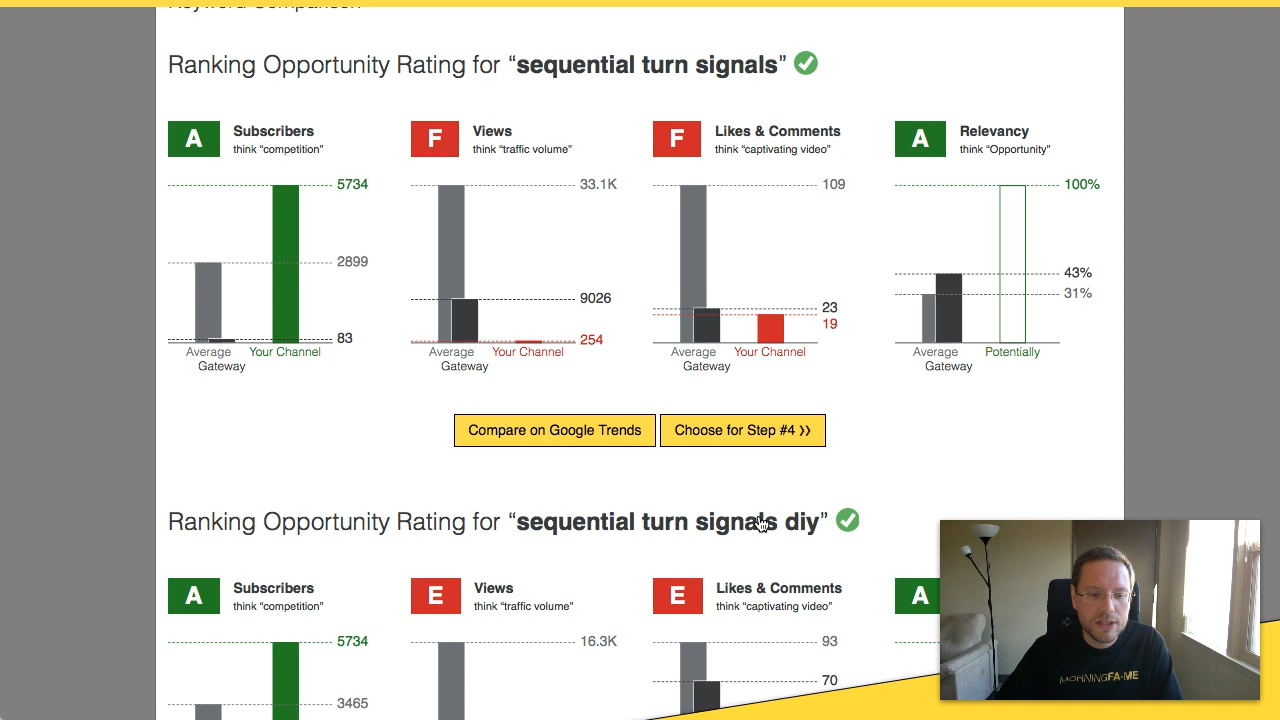 Keyword Comparison
Ranking Opportunity Rating for “sequential turn signals”
A
Subscribers
think “competition”
5734
2899
83
Average
Your Channel
Gateway
F
Views
think “traffic volume”
33.1K
9026
254
Average
Your Channel
Gateway
F
Likes & Comments
think “captivating video”
109
23
19
Average
Your Channel
Gateway
A
Relevancy
think “Opportunity”
100%
43%
31%
Average
Potentially
Gateway
Compare on Google Trends
Choose for Step #4 ⟩⟩
Ranking Opportunity Rating for “sequential turn signals diy”
A
Subscribers
think “competition”
5734
3465
E
Views
think “traffic volume”
16.3K
E
Likes & Comments
think “captivating video”
93
70
A
MORNINGFA·ME